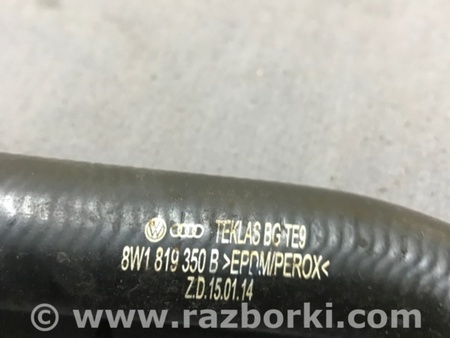 TEKLAS BG TE9
8W1 819 350 B >EPDM/PEROX<
Z.D.15.01.14
© www.razborki.com